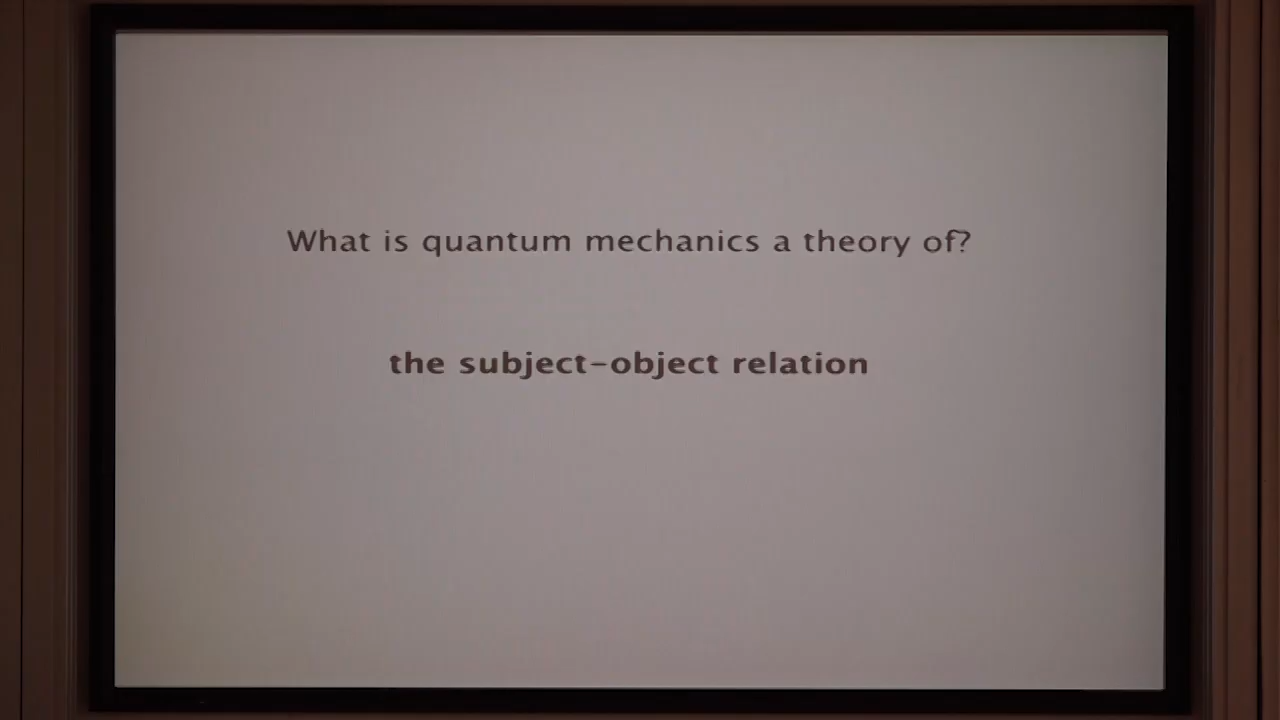 What is quantum mechanics a theory of?
the subject-object relation